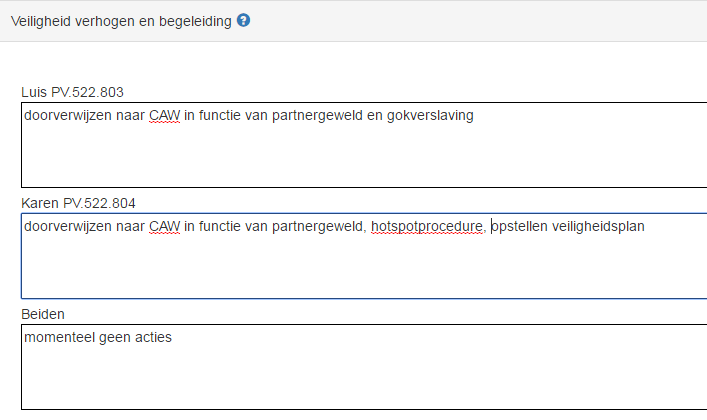 Veiligheid verhogen en begeleiding ?
Luis PV.522.803
doorverwijzen naar CAW in functie van partnergeweld en gokverslaving
Karen PV.522.804
doorverwijzen naar CAW in functie van partnergeweld, hotspotprocedure, opstellen veiligheidsplan
Beiden
momenteel geen acties